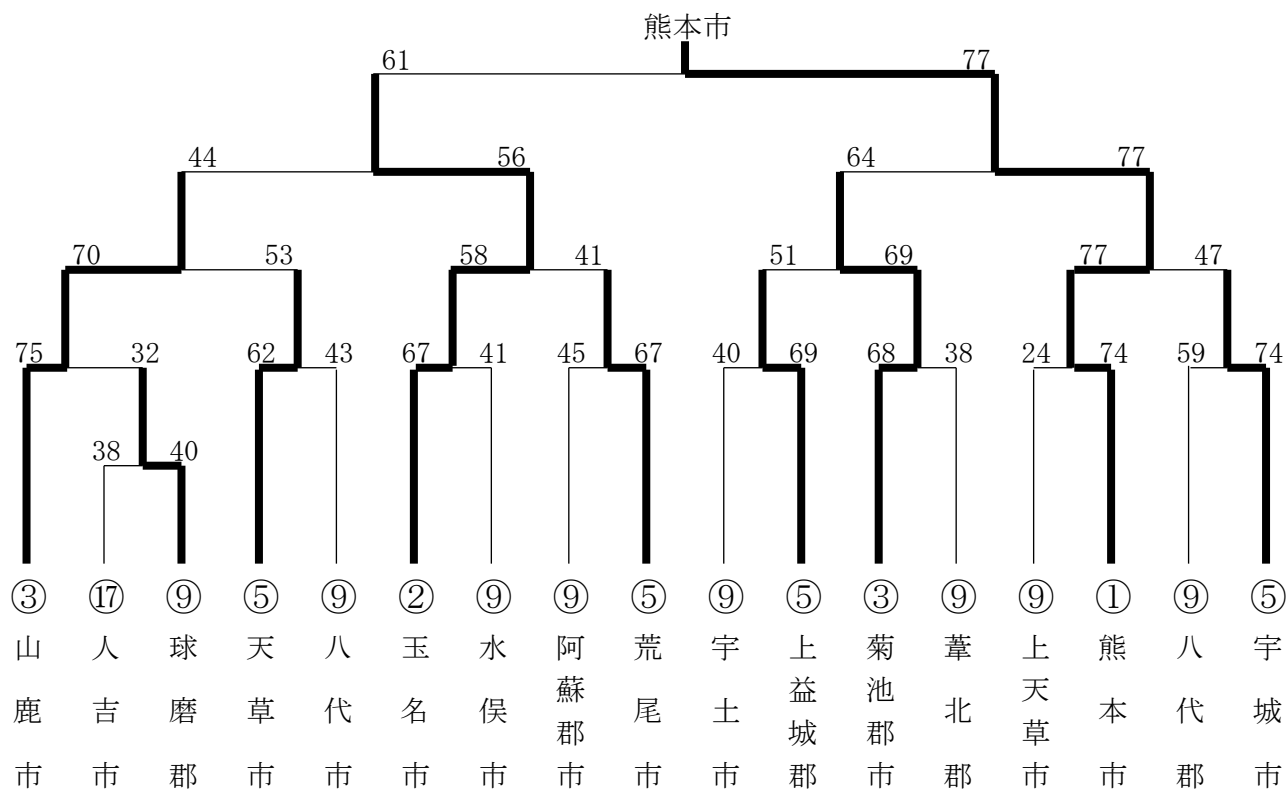 熊本市
61 77
44 56 64 77
70 53 58 41 51 69 77 47
75 32 62 43 67 41 45 67 40 69 68 38 24 74 59 74
38 40
③ ⑰ ⑨ ⑤ ⑨ ② ⑨ ⑨ ⑤ ⑨ ⑤ ③ ⑨ ⑨ ① ⑨ ⑤
山鹿市
人吉市
球磨郡
天草市
八代市
玉名市
水俣市
阿蘇郡市
荒尾市
宇土市
上益城郡
菊池郡市
葦北郡
上天草市
熊本市
八代郡
宇城市